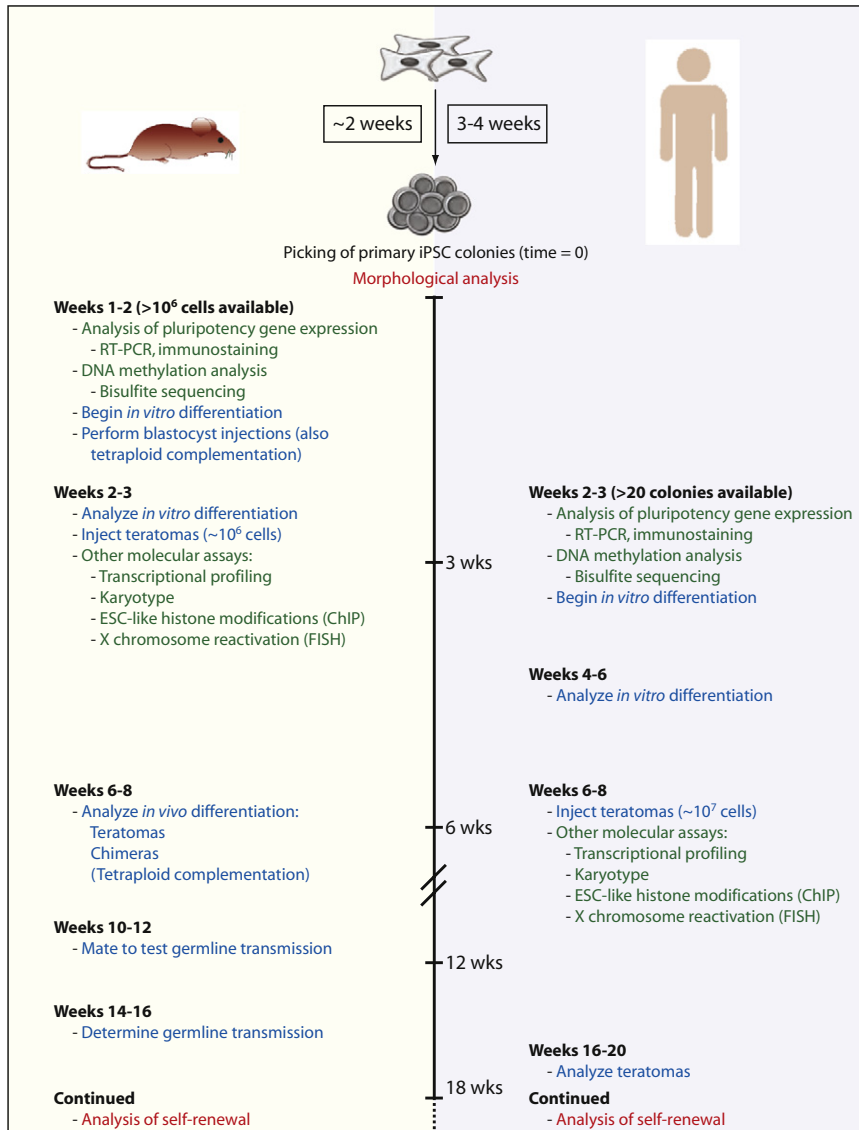 ~2 weeks
3-4 weeks
Picking of primary iPSC colonies (time = 0)
Morphological analysis
Weeks 1-2 (>10⁶ cells available)
- Analysis of pluripotency gene expression
- RT-PCR, immunostaining
- DNA methylation analysis
- Bisulfite sequencing
- Begin in vitro differentiation
- Perform blastocyst injections (also
tetraploid complementation)
Weeks 2-3
- Analyze in vitro differentiation
- Inject teratomas (~10⁶ cells)
- Other molecular assays:
- Transcriptional profiling
- Karyotype
- ESC-like histone modifications (ChIP)
- X chromosome reactivation (FISH)
Weeks 6-8
- Analyze in vivo differentiation:
Teratomas
Chimeras
(Tetraploid complementation)
Weeks 10-12
- Mate to test germline transmission
Weeks 14-16
- Determine germline transmission
Continued
- Analysis of self-renewal
3 wks
6 wks
12 wks
18 wks
Weeks 2-3 (>20 colonies available)
- Analysis of pluripotency gene expression
- RT-PCR, immunostaining
- DNA methylation analysis
- Bisulfite sequencing
- Begin in vitro differentiation
Weeks 4-6
- Analyze in vitro differentiation
Weeks 6-8
- Inject teratomas (~10⁷ cells)
- Other molecular assays:
- Transcriptional profiling
- Karyotype
- ESC-like histone modifications (ChIP)
- X chromosome reactivation (FISH)
Weeks 16-20
- Analyze teratomas
Continued
- Analysis of self-renewal